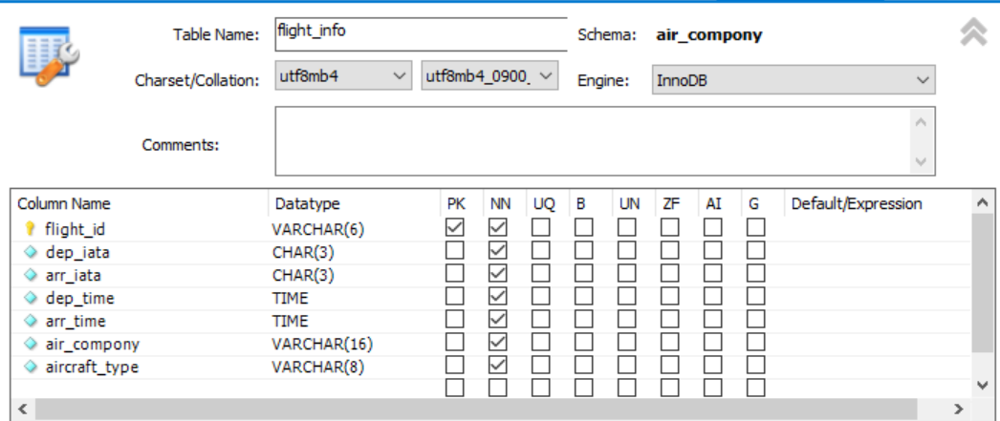 Table Name: flight_info Schema: air_compony
Charset/Collation: utf8mb4 utf8mb4_0900_ Engine: InnoDB
Comments:
Column Name Datatype PK NN UQ B UN ZF AI G Default/Expression
flight_id VARCHAR(6)
dep_iata CHAR(3)
arr_iata CHAR(3)
dep_time TIME
arr_time TIME
air_compony VARCHAR(16)
aircraft_type VARCHAR(8)